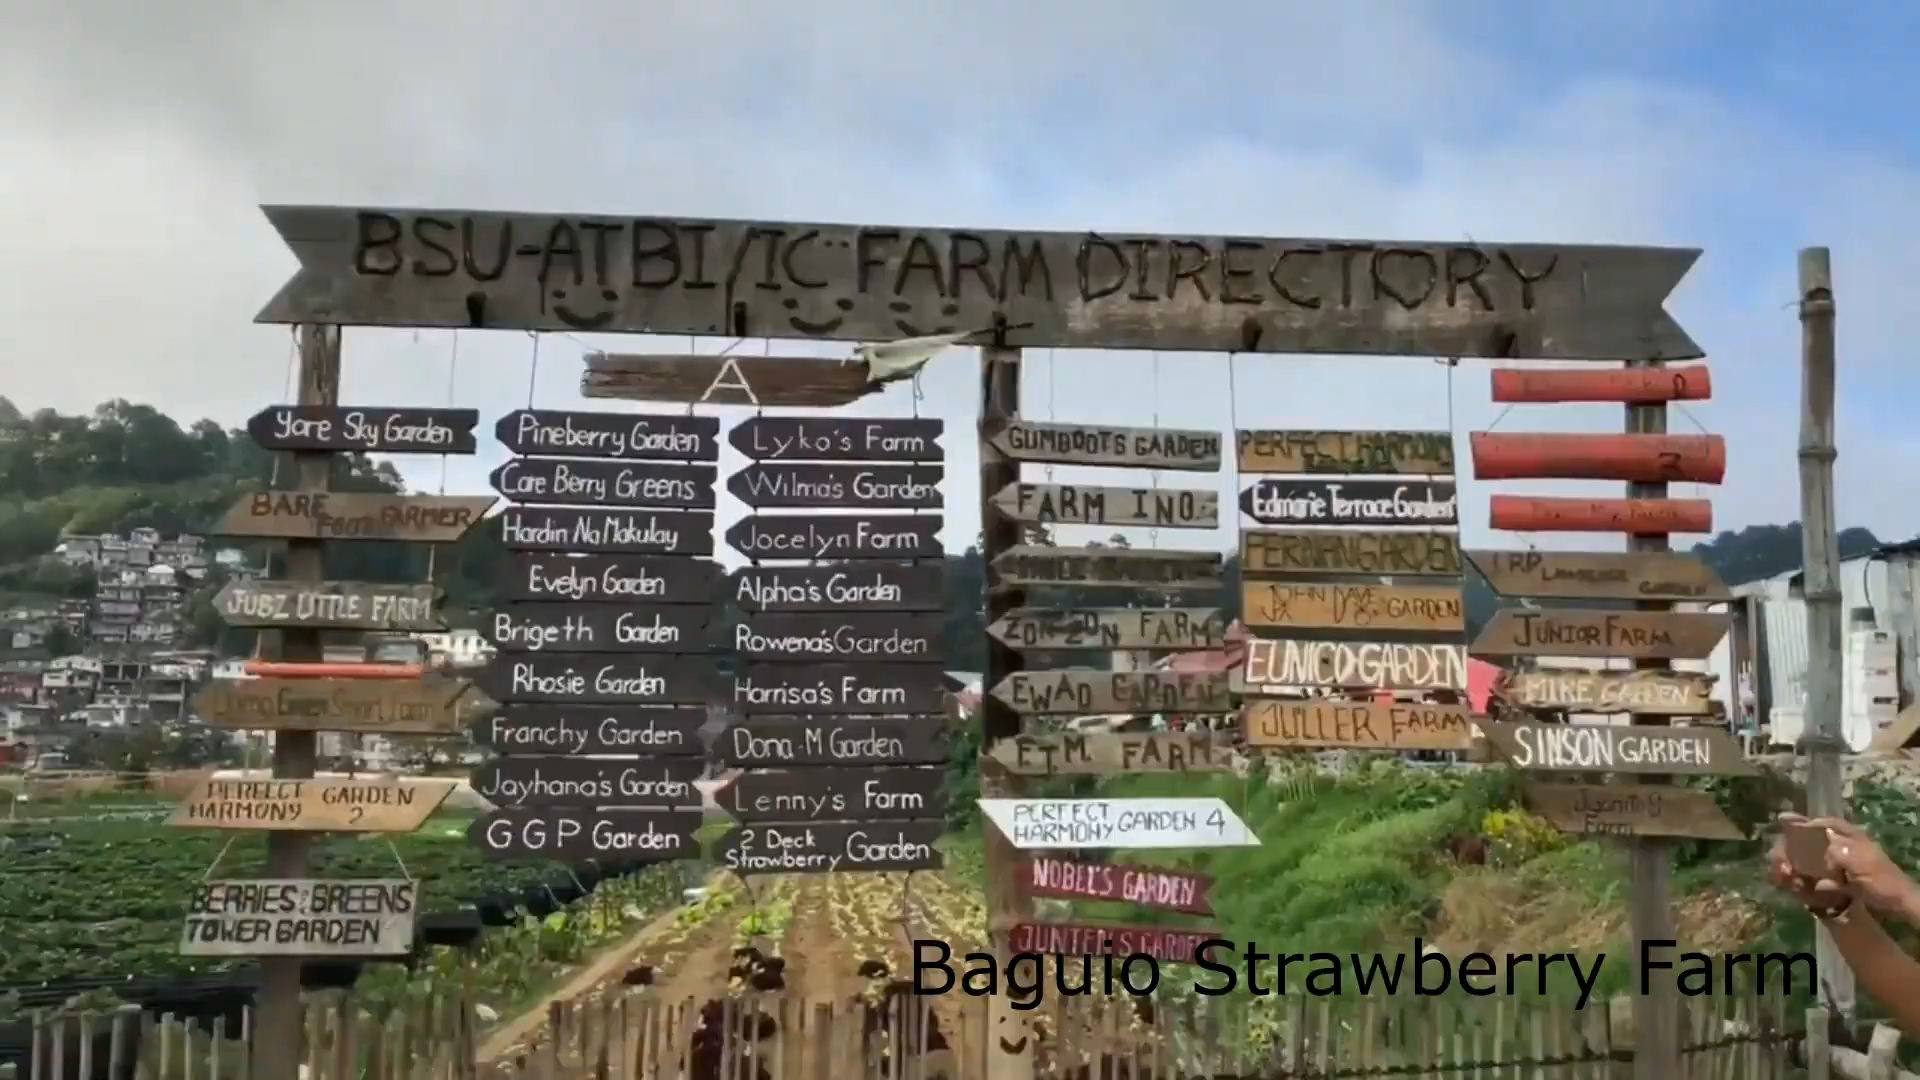 BSU-ATBI/IC FARM DIRECTORY
A
Yore Sky Garden
BARE
FOOT FARMER
JUBZ LITTLE FARM
PERFECT GARDEN
HARMONY 2
BERRIES & GREENS
TOWER GARDEN
Pineberry Garden
Care Berry Greens
Hardin Na Makulay
Evelyn Garden
Brigeth Garden
Rhosie Garden
Franchy Garden
Jayhana's Garden
G G P Garden
Lyko's Farm
Wilma's Garden
Jocelyn Farm
Alpha's Garden
Rowena's Garden
Harrisa's Farm
Dona-M Garden
Lenny's Farm
2 Deck
Strawberry Garden
GUMBOOTS GARDEN
FARM INO.
ZON-ZON FARM
EWAD GARDEN
F.T.M. FARM
PERFECT
HARMONY GARDEN 4
NOBEL'S GARDEN
GARDEN
PERFECT HARMONY
Edmarie Terrace Garden
FERNAN GARDEN
JOHN DAVE
GARDEN
EUNICO GARDEN
JULLER FARM
JUNIOR FARM
MIKE GARDEN
SINSON GARDEN
Farm
Baguio Strawberry Farm